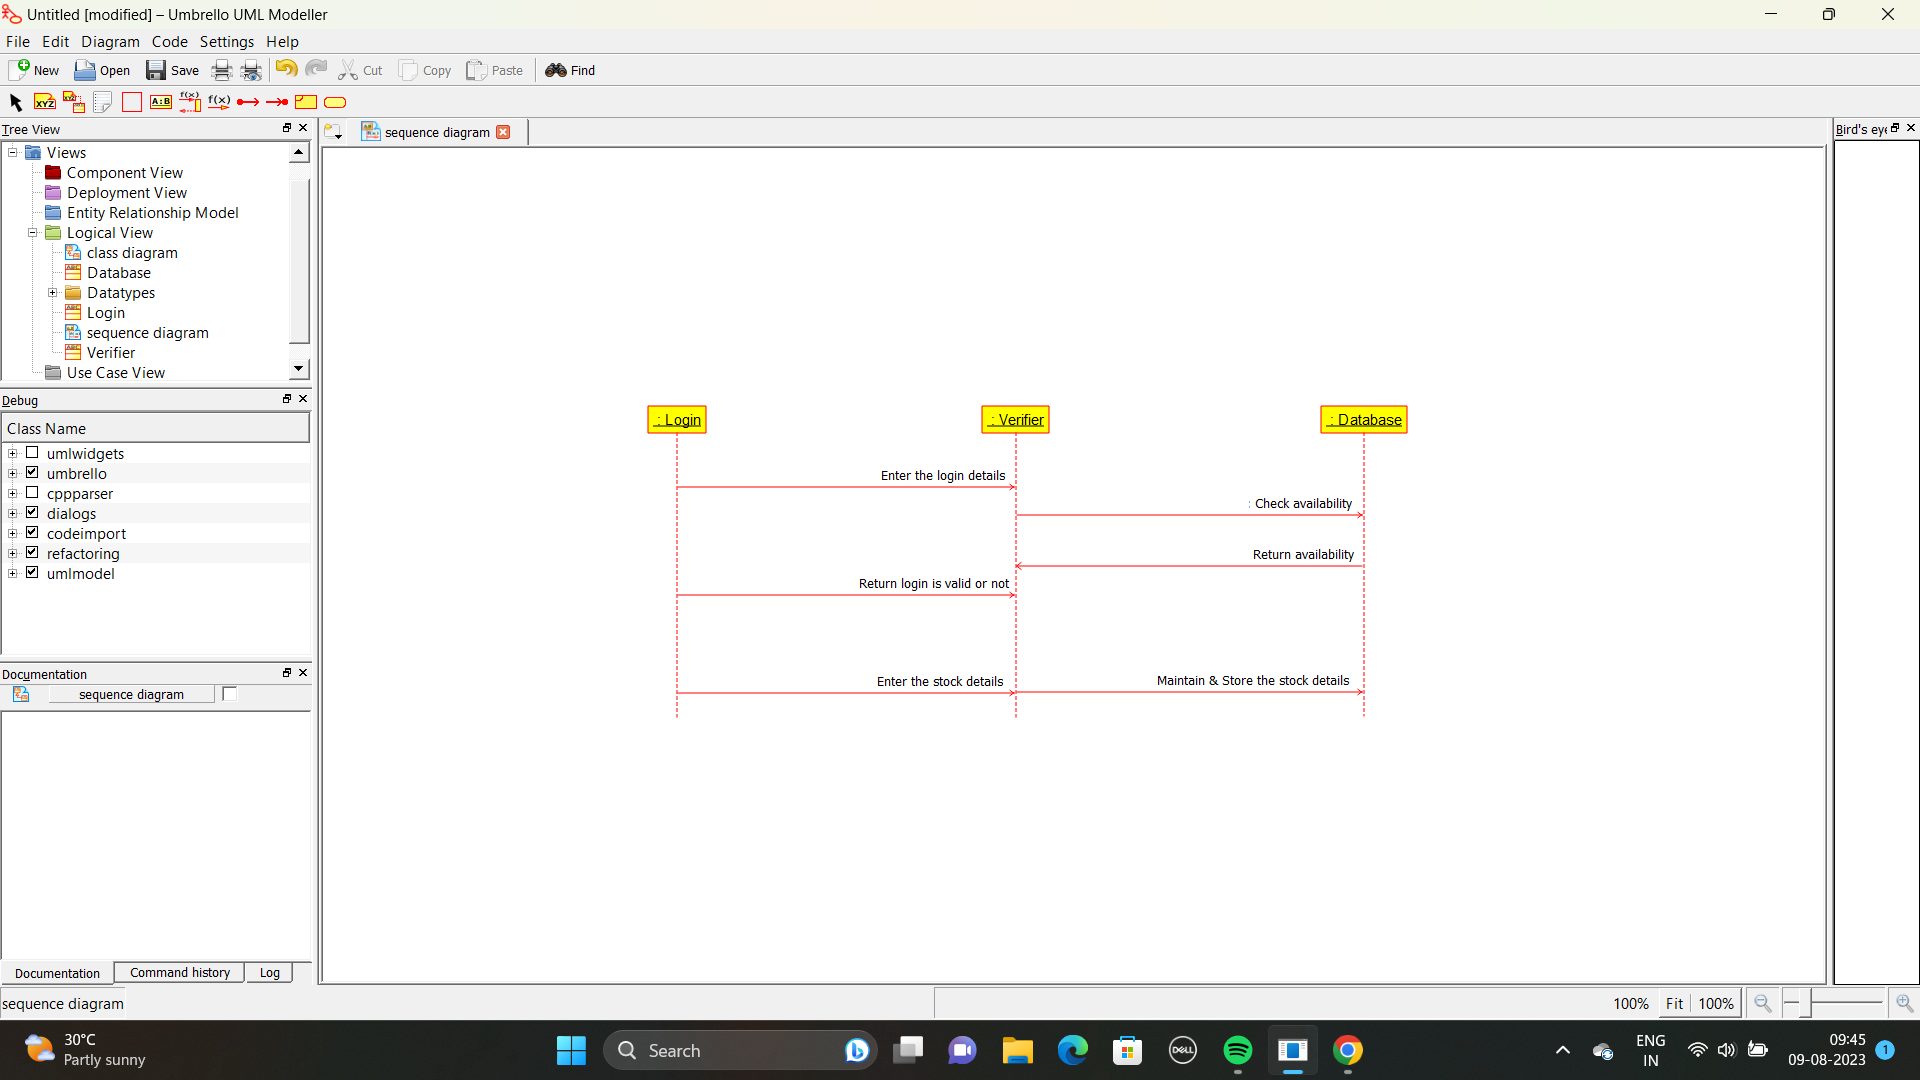 Untitled [modified] – Umbrello UML Modeller
File Edit Diagram Code Settings Help
New Open Save Cut Copy Paste Find
XYZ XYZ A:B f(x) f(x)
Tree View
Views
Component View
Deployment View
Entity Relationship Model
Logical View
class diagram
Database
Datatypes
Login
sequence diagram
Verifier
Use Case View
Debug
Class Name
umlwidgets
umbrello
cppparser
dialogs
codeimport
refactoring
umlmodel
Documentation
sequence diagram
Documentation Command history Log
sequence diagram
sequence diagram
Bird's eye
: Login : Verifier : Database
Enter the login details
: Check availability
Return availability
Return login is valid or not
Enter the stock details
Maintain & Store the stock details
100% Fit 100%
30°C
Partly sunny
Search
DELL
ENG
IN
09:45
09-08-2023
1